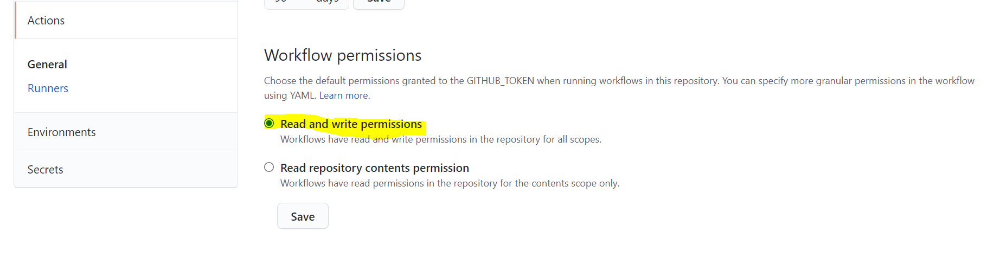 days Save
Actions
General
Runners
Environments
Secrets
Workflow permissions
Choose the default permissions granted to the GITHUB_TOKEN when running workflows in this repository. You can specify more granular permissions in the workflow
using YAML. Learn more.
Read and write permissions
Workflows have read and write permissions in the repository for all scopes.
Read repository contents permission
Workflows have read permissions in the repository for the contents scope only.
Save